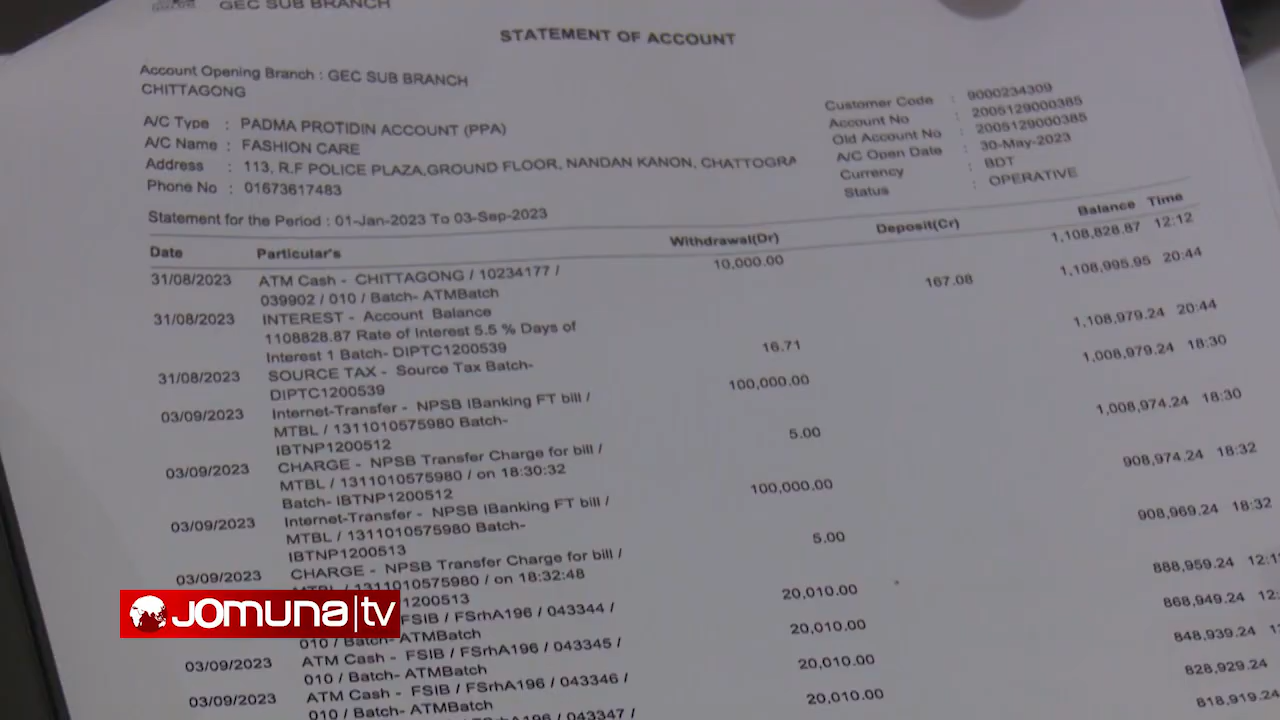 GEC SUB BRANCH
STATEMENT OF ACCOUNT
Account Opening Branch : GEC SUB BRANCH
CHITTAGONG
A/C Type : PADMA PROTIDIN ACCOUNT (PPA)
A/C Name : FASHION CARE
Address : 113, R.F POLICE PLAZA,GROUND FLOOR, NANDAN KANON, CHATTOGRA
Phone No : 01673617483
Customer Code : 9000234309
Account No : 2005129000385
Old Account No : 2005129000385
A/C Open Date : 30-May-2023
Currency : BDT
Status : OPERATIVE
Statement for the Period : 01-Jan-2023 To 03-Sep-2023
Date Particular's Withdrawal(Dr) Deposit(Cr) Balance Time
31/08/2023 ATM Cash - CHITTAGONG / 10234177 / 10,000.00 1,108,828.87 12:12
039902 / 010 / Batch- ATMBatch
31/08/2023 INTEREST - Account Balance 167.08 1,108,995.95 20:44
1108828.87 Rate of Interest 5.5 % Days of
Interest 1 Batch- DIPTC1200539
31/08/2023 SOURCE TAX - Source Tax Batch- 16.71 1,108,979.24 20:44
DIPTC1200539
03/09/2023 Internet-Transfer - NPSB IBanking FT bill / 100,000.00 1,008,979.24 18:30
MTBL / 1311010575980 Batch-
IBTNP1200512
03/09/2023 CHARGE - NPSB Transfer Charge for bill / 5.00 1,008,974.24 18:30
MTBL / 1311010575980 / on 18:30:32
Batch- IBTNP1200512
03/09/2023 Internet-Transfer - NPSB IBanking FT bill / 100,000.00 908,974.24 18:32
MTBL / 1311010575980 Batch-
IBTNP1200513
03/09/2023 CHARGE - NPSB Transfer Charge for bill / 5.00 908,969.24 18:32
MTBL / 1311010575980 / on 18:32:48
1200513
FSIB / FSrhA196 / 043344 / 20,010.00 888,959.24
010 / Batch- ATMBatch
03/09/2023 ATM Cash - FSIB / FSrhA196 / 043345 / 20,010.00 868,949.24
010 / Batch- ATMBatch
03/09/2023 ATM Cash - FSIB / FSrhA196 / 043346 / 20,010.00 848,939.24
010 / Batch- ATMBatch
FSrhA196 / 043347 / 20,010.00 828,929.24
818,919.24
JOMUNA|tv